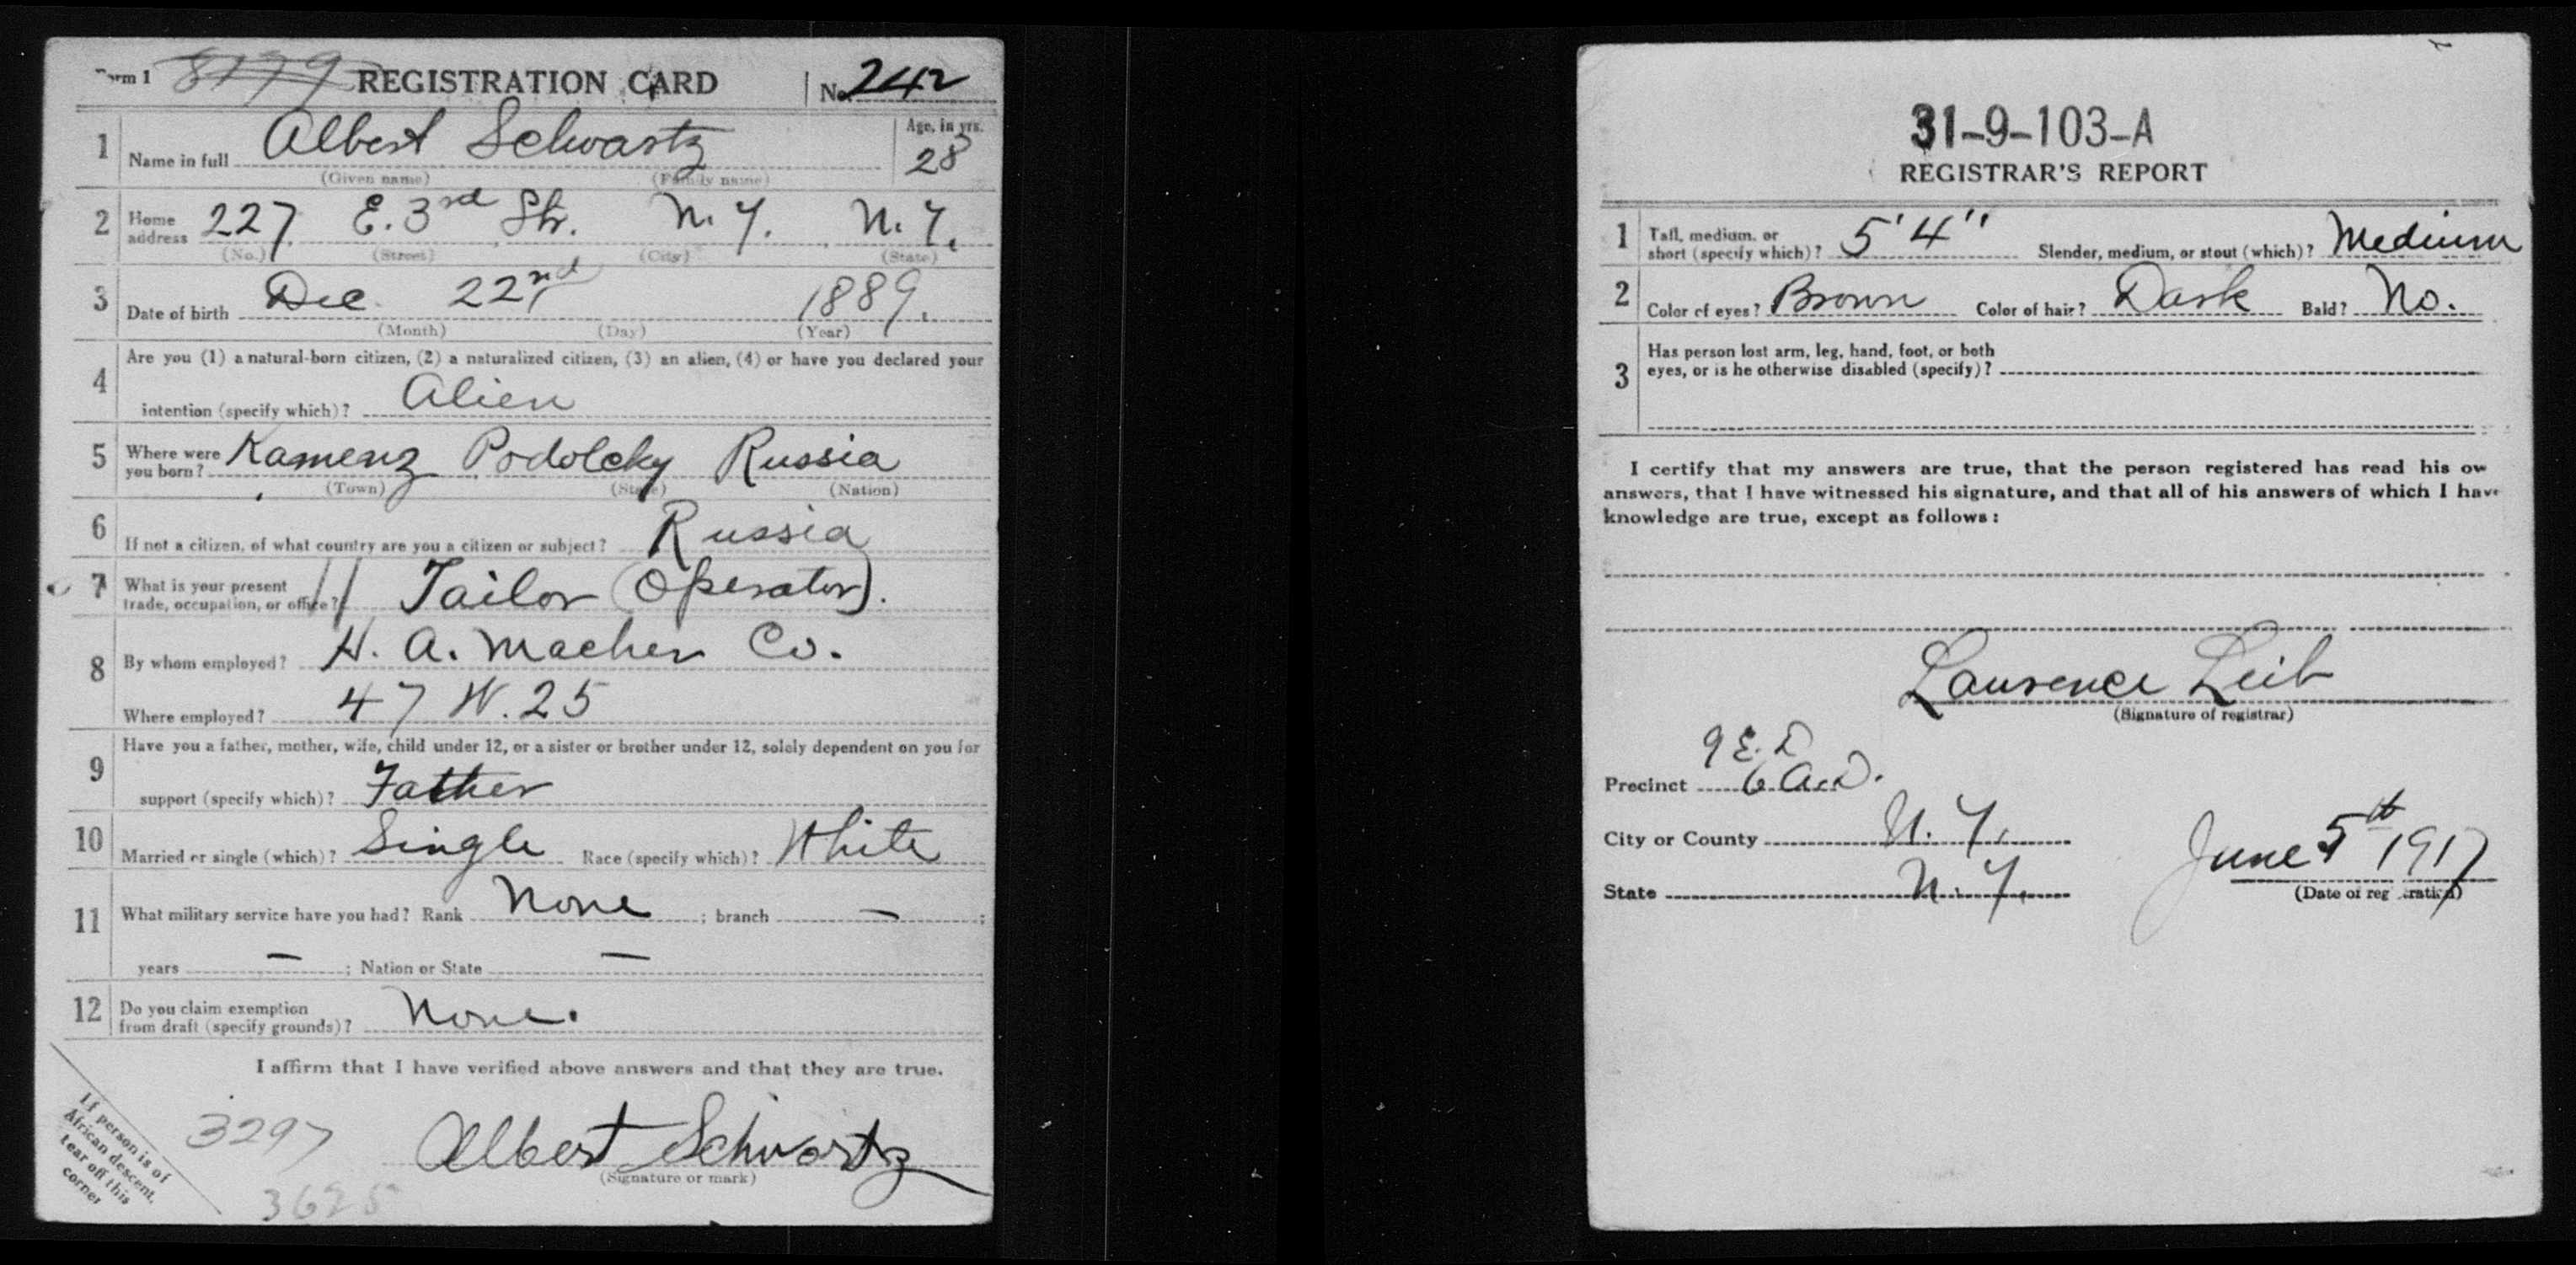 Form 1 8179 REGISTRATION CARD No. 242
1 Name in full Albert Schwartz Age, in yrs. 28
(Given name) (Family name)
2 Home address 227 E. 3rd Str. N. Y. N. Y.
(No.) (Street) (City) (State)
3 Date of birth Dec. 22nd 1889.
(Month) (Day) (Year)
4 Are you (1) a natural-born citizen, (2) a naturalized citizen, (3) an alien, (4) or have you declared your
intention (specify which)? Alien
5 Where were you born? Kamenz Podolsky Russia
(Town) (State) (Nation)
6 If not a citizen, of what country are you a citizen or subject? Russia
7 What is your present trade, occupation, or office? 11 Tailor (Operator).
8 By whom employed? H. A. Macher Co.
Where employed? 47 W. 25
9 Have you a father, mother, wife, child under 12, or a sister or brother under 12, solely dependent on you for
support (specify which)? Father
10 Married or single (which)? Single Race (specify which)? White
11 What military service have you had? Rank None ; branch — ;
years — ; Nation or State —
12 Do you claim exemption from draft (specify grounds)? None.
I affirm that I have verified above answers and that they are true.
If person is of
African descent,
tear off this
corner
3297
Albert Schwartz
(Signature or mark)
3625
31-9-103-A
REGISTRAR'S REPORT
1 Tall, medium, or short (specify which)? 5'4" Slender, medium, or stout (which)? Medium
2 Color of eyes? Brown Color of hair? Dark Bald? No.
3 Has person lost arm, leg, hand, foot, or both
eyes, or is he otherwise disabled (specify)?
I certify that my answers are true, that the person registered has read his ow
answers, that I have witnessed his signature, and that all of his answers of which I have
knowledge are true, except as follows:
Laurence Leib
(Signature of registrar)
9 E. D
Precinct 6 A.D.
City or County N. Y.
State N. Y.
June 5th 1917
(Date of registration)